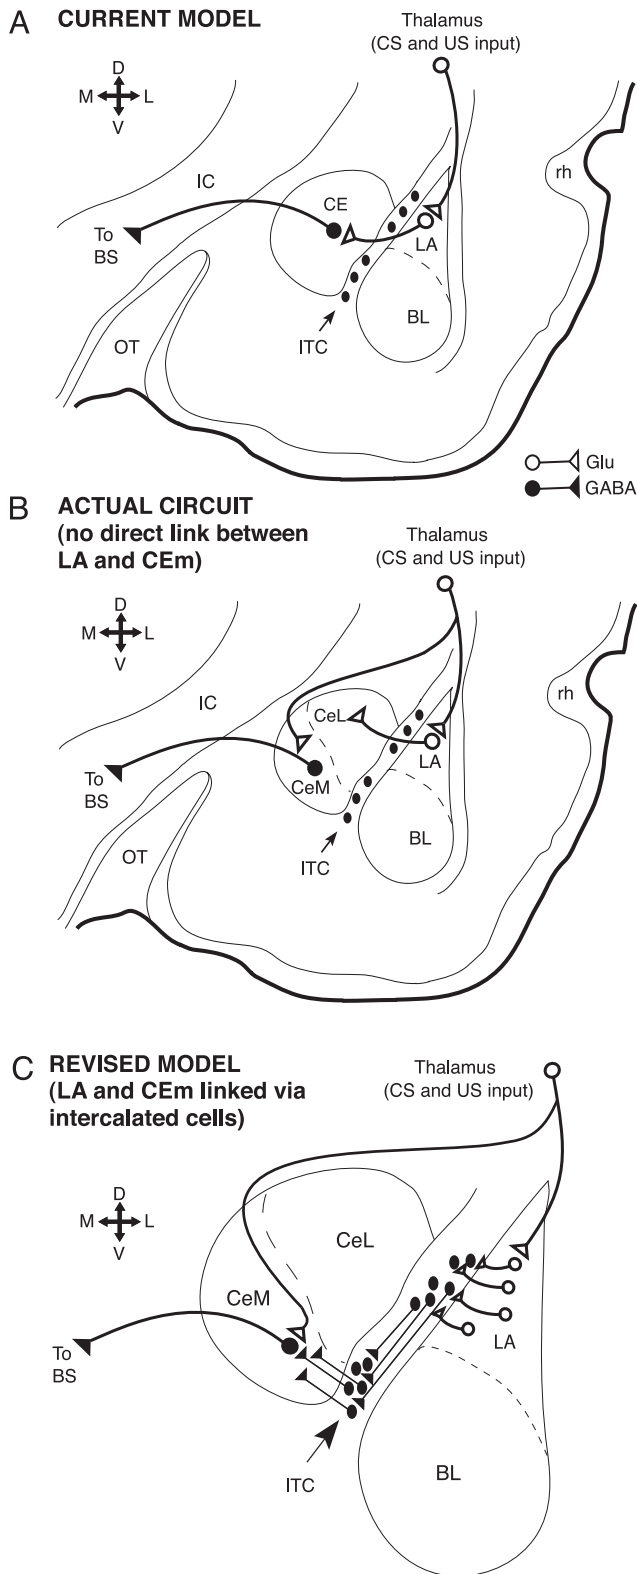 A CURRENT MODEL
Thalamus
(CS and US input)
D
M L
V
IC
CE
rh
To
BS
LA
BL
OT
ITC
Glu
GABA
B ACTUAL CIRCUIT
(no direct link between
LA and CEm)
Thalamus
(CS and US input)
D
M L
V
IC
rh
CeL
LA
To
BS
CeM
BL
OT
ITC
C REVISED MODEL
(LA and CEm linked via
intercalated cells)
Thalamus
(CS and US input)
D
M L
V
CeL
CeM
LA
To
BS
BL
ITC